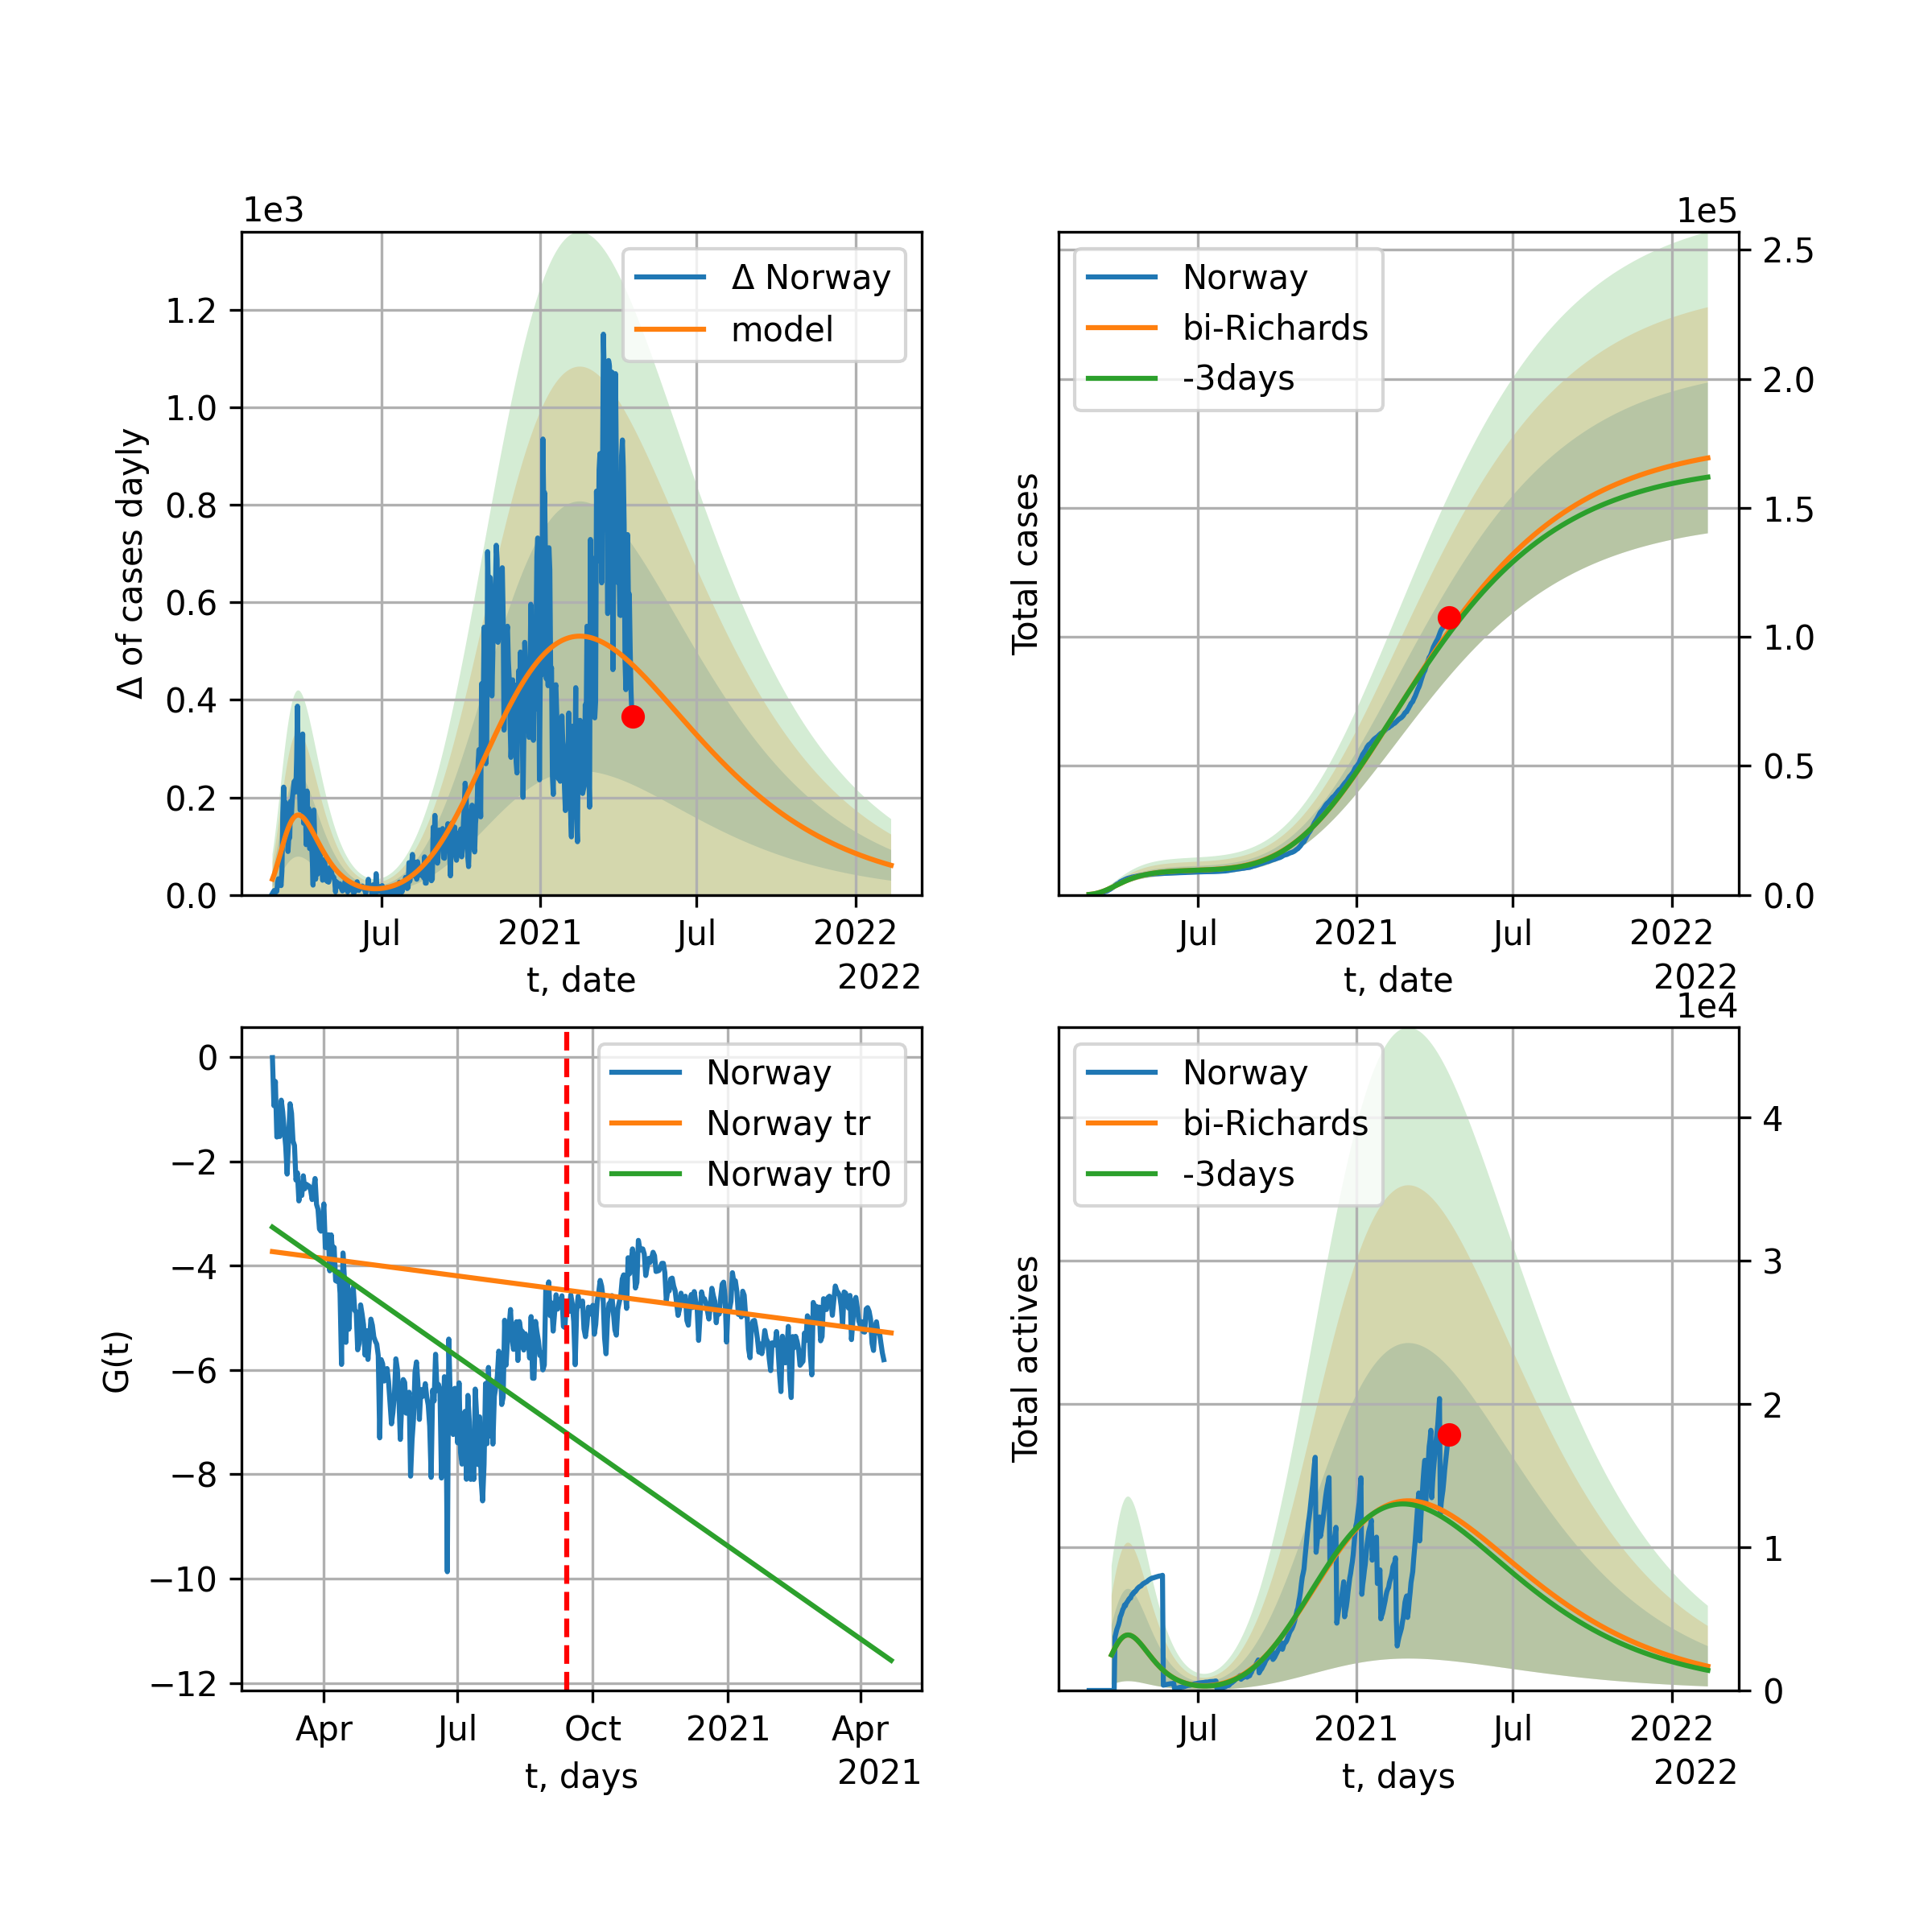 1e3
Δ of cases dayly
1.2
1.0
0.8
0.6
0.4
0.2
0.0
Δ Norway
model
Jul
2021
Jul
2022
t, date
2022
1e5
Total cases
Norway
bi-Richards
-3days
2.5
2.0
1.5
1.0
0.5
0.0
Jul
2021
Jul
2022
t, date
2022
G(t)
0
−2
−4
−6
−8
−10
−12
Norway
Norway tr
Norway tr0
Apr
Jul
Oct
2021
Apr
t, days
2021
1e4
Total actives
Norway
bi-Richards
-3days
4
3
2
1
0
Jul
2021
Jul
2022
t, days
2022